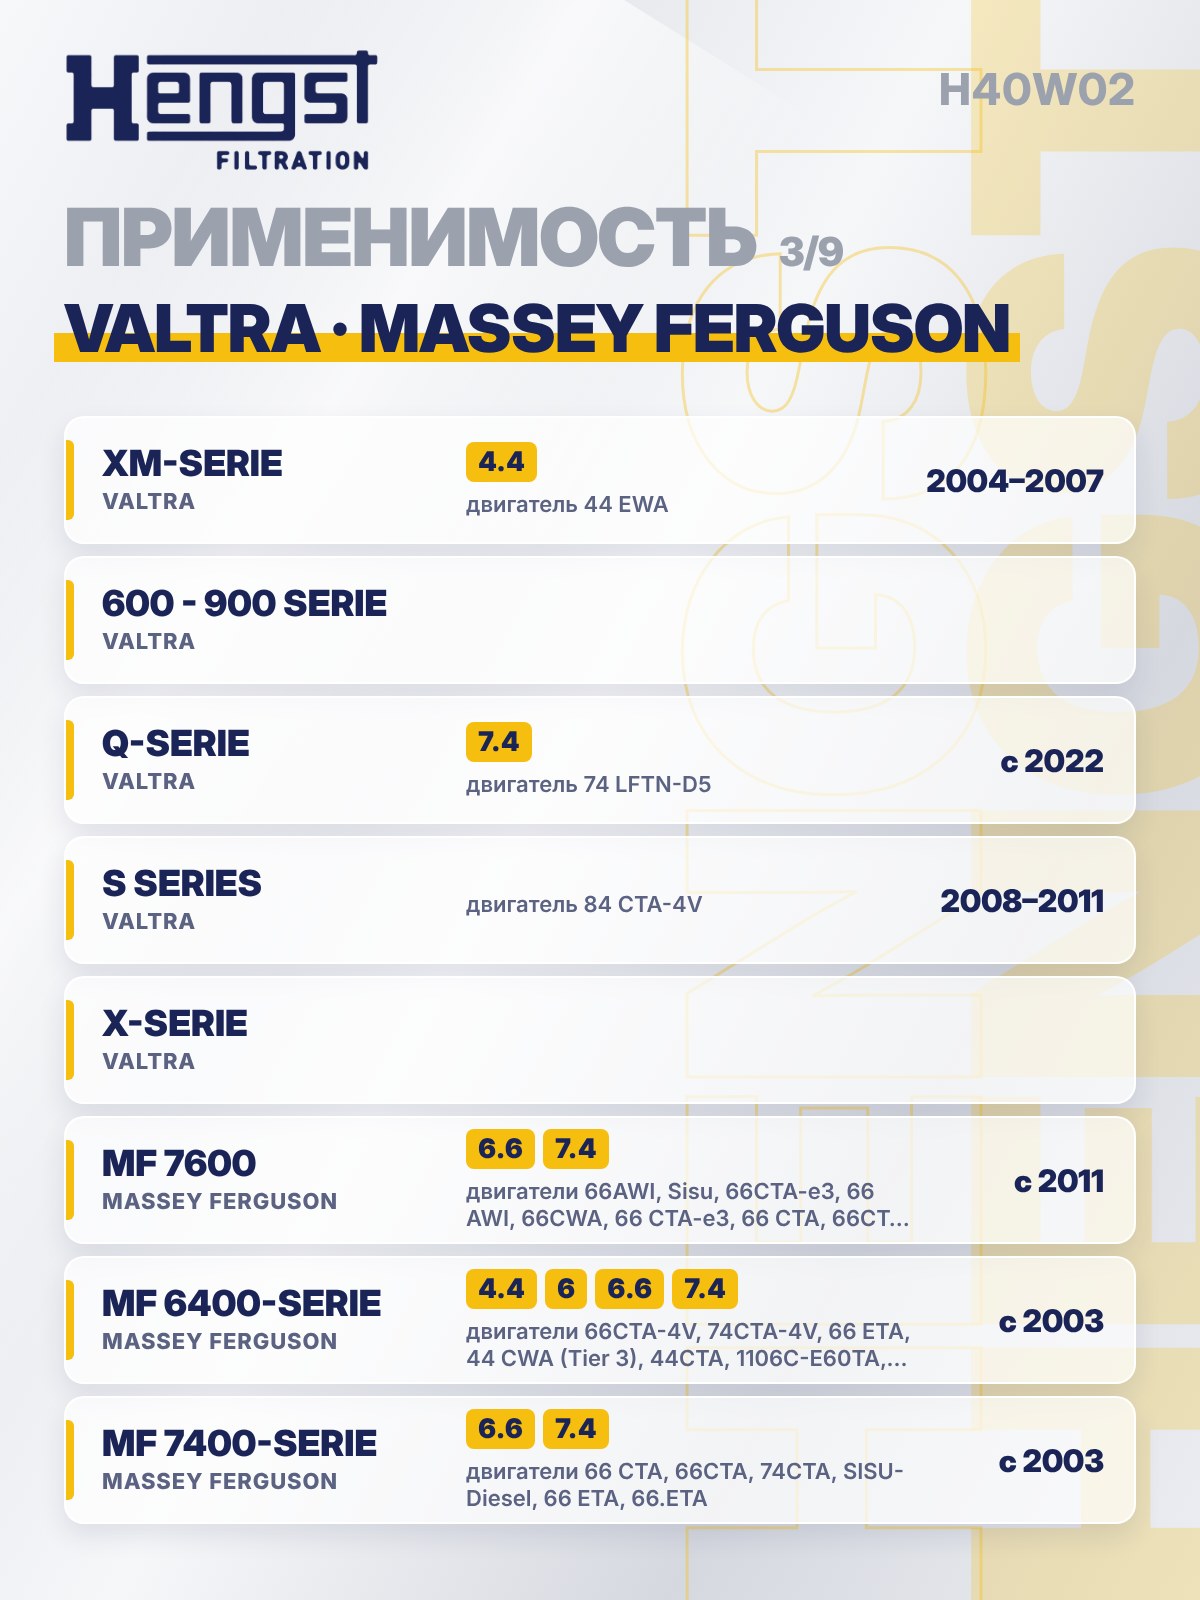 Hengst
FILTRATION
H40W02
ПРИМЕНИМОСТЬ 3/9
VALTRA · MASSEY FERGUSON
XM-SERIE
VALTRA
4.4
двигатель 44 EWA
2004–2007
600 - 900 SERIE
VALTRA
Q-SERIE
VALTRA
7.4
двигатель 74 LFTN-D5
с 2022
S SERIES
VALTRA
двигатель 84 CTA-4V
2008–2011
X-SERIE
VALTRA
MF 7600
MASSEY FERGUSON
6.6 7.4
двигатели 66AWI, Sisu, 66CTA-e3, 66
AWI, 66CWA, 66 CTA-e3, 66 CTA, 66CT...
с 2011
MF 6400-SERIE
MASSEY FERGUSON
4.4 6 6.6 7.4
двигатели 66CTA-4V, 74CTA-4V, 66 ETA,
44 CWA (Tier 3), 44CTA, 1106C-E60TA,...
с 2003
MF 7400-SERIE
MASSEY FERGUSON
6.6 7.4
двигатели 66 CTA, 66CTA, 74CTA, SISU-
Diesel, 66 ETA, 66.ETA
с 2003
HENGST
HENGST